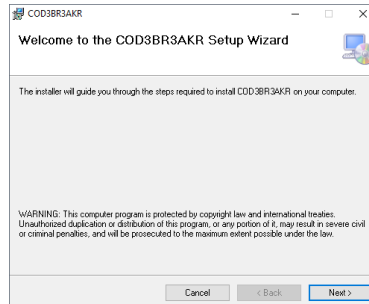 COD3BR3AKR
Welcome to the COD3BR3AKR Setup Wizard
The installer will guide you through the steps required to install COD3BR3AKR on your computer.
WARNING: This computer program is protected by copyright law and international treaties.
Unauthorized duplication or distribution of this program, or any portion of it, may result in severe civil
or criminal penalties, and will be prosecuted to the maximum extent possible under the law.
Cancel < Back Next >